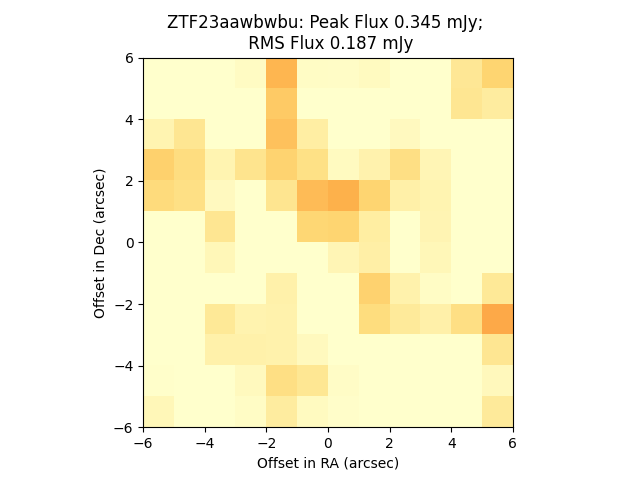 ZTF23aawbwbu: Peak Flux 0.345 mJy;
RMS Flux 0.187 mJy
6
4
2
0
−2
−4
−6
Offset in Dec (arcsec)
−6 −4 −2 0 2 4 6
Offset in RA (arcsec)